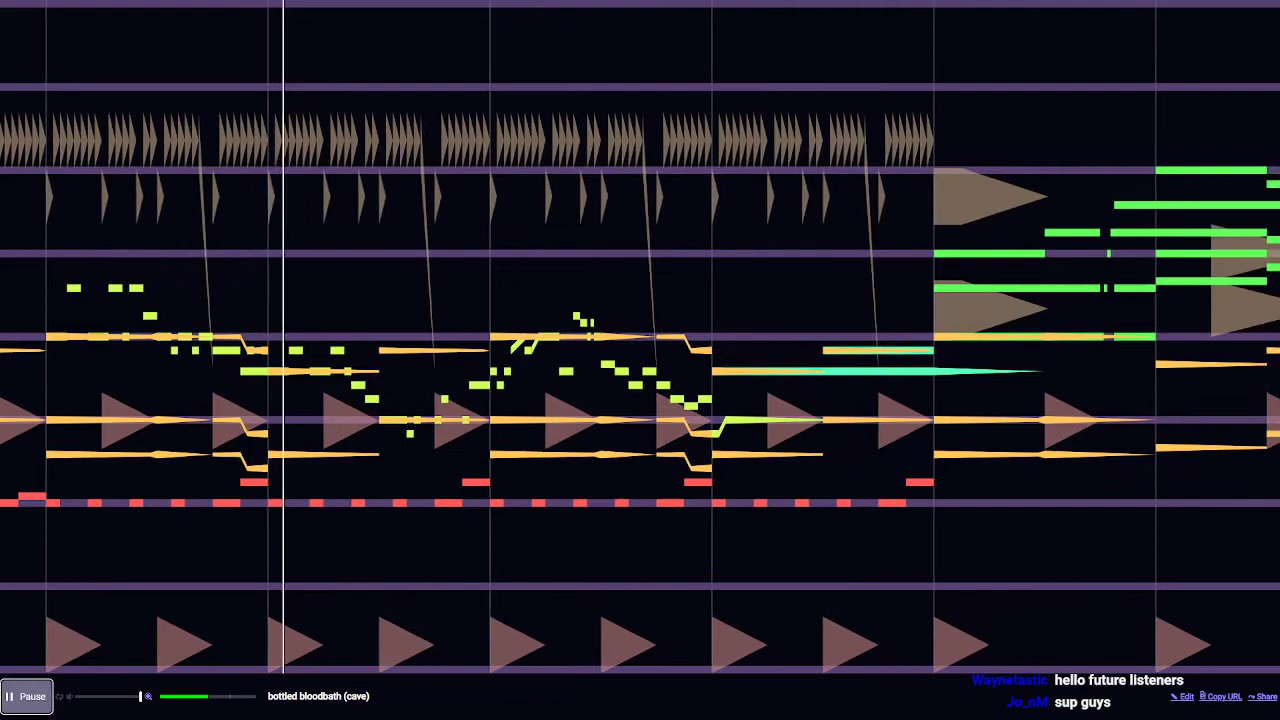 Waynetastic hello future listeners
Pause bottled bloodbath (cave) Jo_nM sup guys Edit Copy URL Share